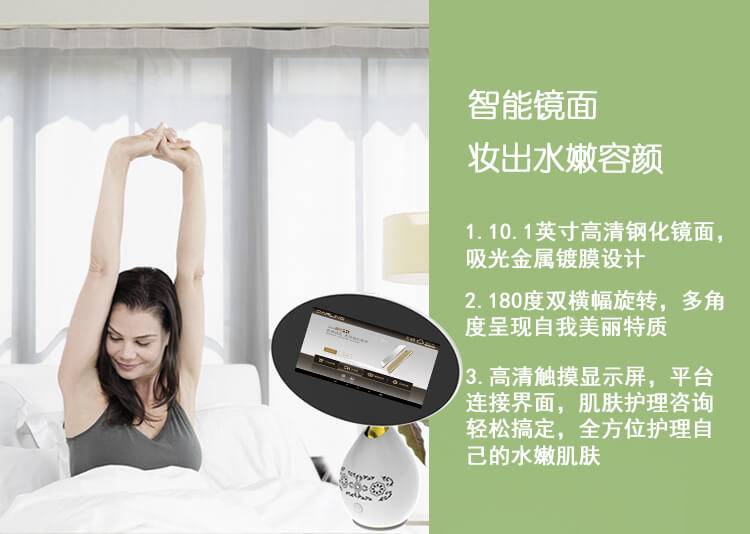 智能镜面
妆出水嫩容颜
1.10.1英寸高清钢化镜面，
吸光金属镀膜设计
2.180度双横幅旋转，多角
度呈现自我美丽特质
3.高清触摸显示屏，平台
连接界面，肌肤护理咨询
轻松搞定，全方位护理自
己的水嫩肌肤
DARLING